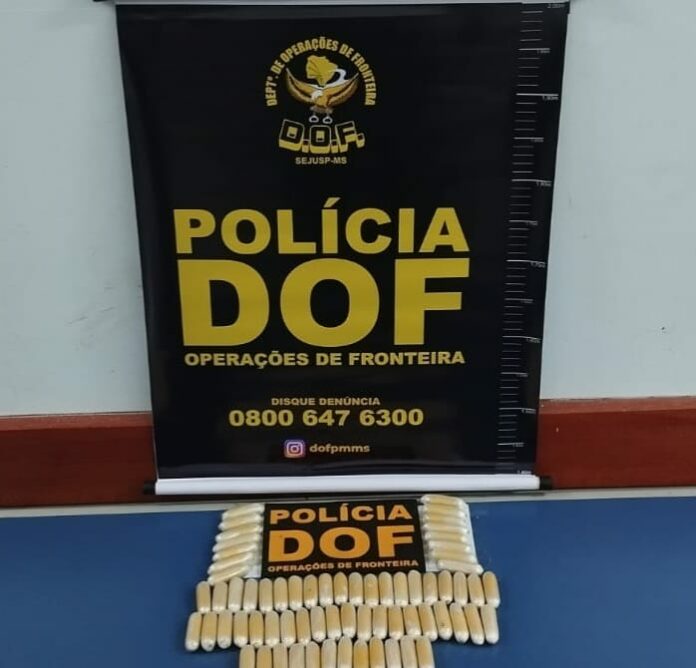 DEPTº. DE OPERAÇÕES DE FRONTEIRA
D.O.F.
SEJUSP-MS
POLÍCIA
DOF
OPERAÇÕES DE FRONTEIRA
DISQUE DENÚNCIA
0800 647 6300
dofpmms
POLÍCIA
DOF
OPERAÇÕES DE FRONTEIRA